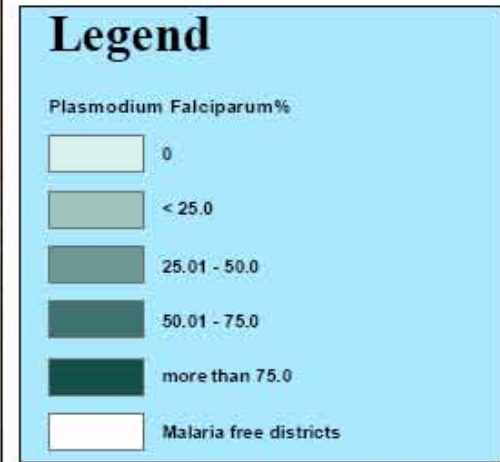 Legend
Plasmodium Falciparum%
0
< 25.0
25.01 - 50.0
50.01 - 75.0
more than 75.0
Malaria free districts